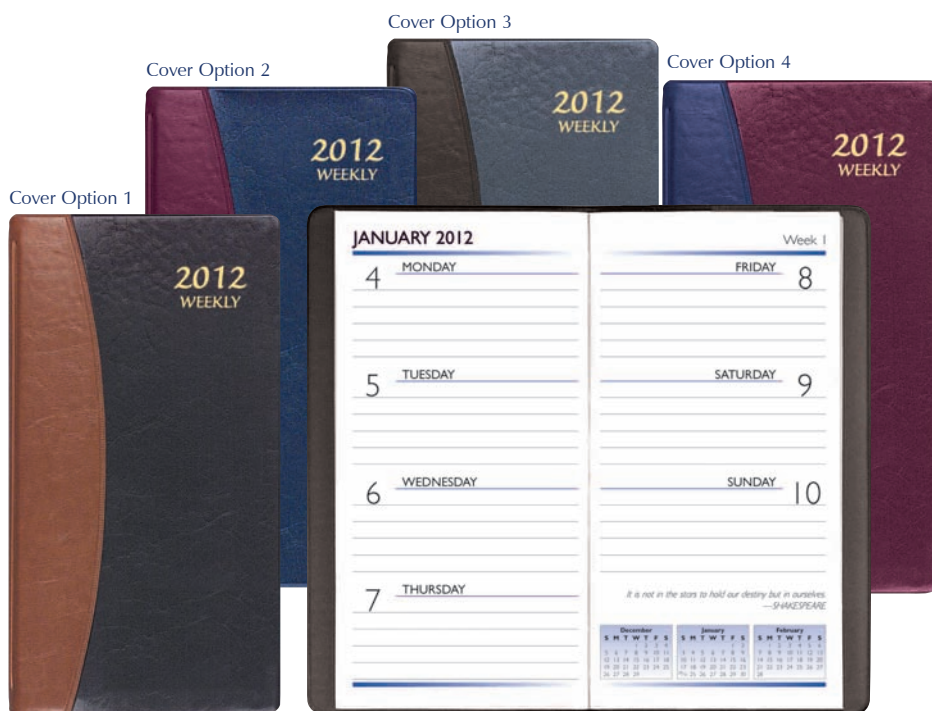 Cover Option 3
Cover Option 2
Cover Option 4
Cover Option 1
2012
WEEKLY
2012
WEEKLY
2012
WEEKLY
2012
WEEKLY
JANUARY 2012
Week 1
4 MONDAY
5 TUESDAY
6 WEDNESDAY
7 THURSDAY
FRIDAY 8
SATURDAY 9
SUNDAY 10
It is not in the stars to hold our destiny but in ourselves.
—SHAKESPEARE
December
S M T W T F S
January
S M T W T F S
February
S M T W T F S